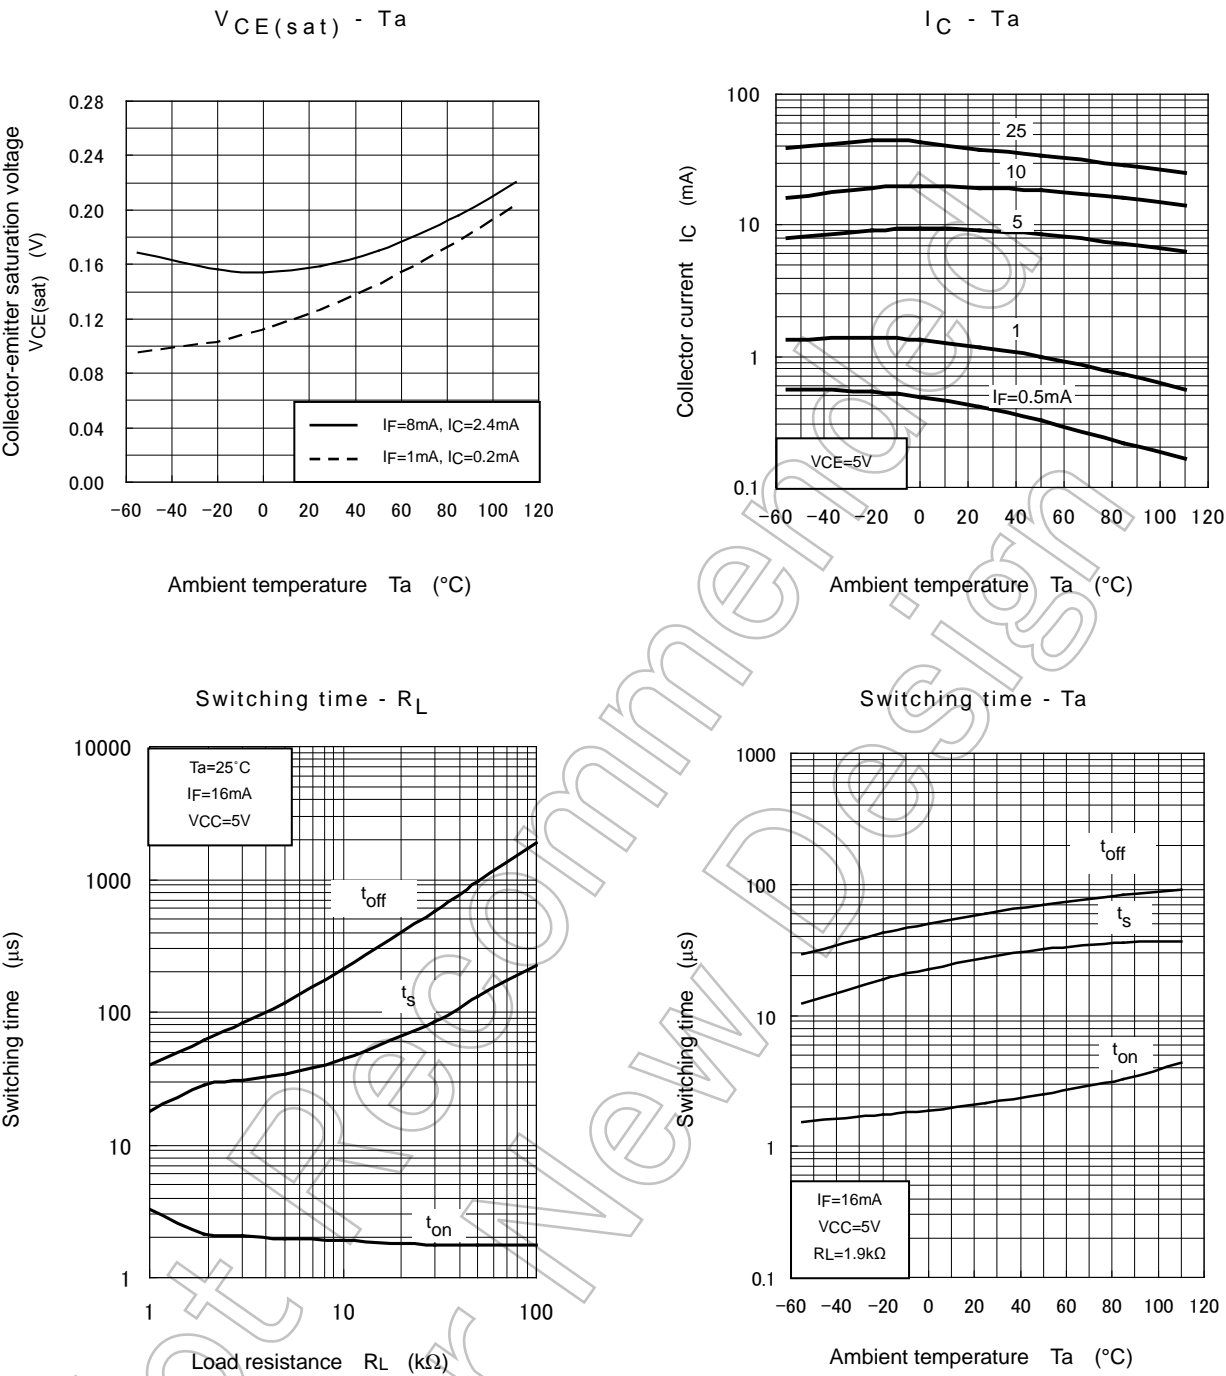 VCE(sat) - Ta
0.28
0.24
0.20
0.16
0.12
0.08
0.04
0.00
Collector-emitter saturation voltage
VCE(sat) (V)
IF=8mA, IC=2.4mA
IF=1mA, IC=0.2mA
−60 −40 −20 0 20 40 60 80 100 120
Ambient temperature Ta (°C)
IC - Ta
100
10
1
0.1
Collector current IC (mA)
25
10
5
1
IF=0.5mA
VCE=5V
−60 −40 −20 0 20 40 60 80 100 120
Ambient temperature Ta (°C)
Switching time - RL
10000
1000
100
10
1
Switching time (μs)
Ta=25°C
IF=16mA
VCC=5V
toff
ts
ton
1 10 100
Load resistance RL (kΩ)
Switching time - Ta
1000
100
10
1
0.1
Switching time (μs)
toff
ts
ton
IF=16mA
VCC=5V
RL=1.9kΩ
−60 −40 −20 0 20 40 60 80 100 120
Ambient temperature Ta (°C)
ot Recommended
r New Design